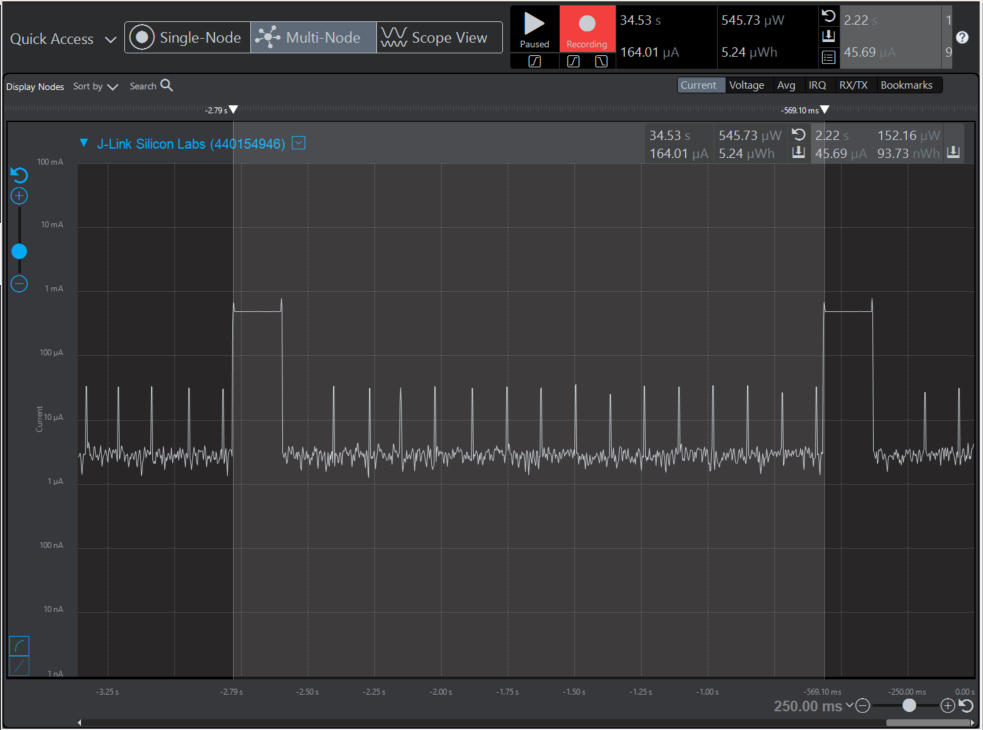 Quick Access Single-Node Multi-Node Scope View
Paused Recording
34.53 s 545.73 µW 2.22 s 1
164.01 µA 5.24 µWh 45.69 µA 9
?
Display Nodes Sort by Search Current Voltage Avg IRQ RX/TX Bookmarks
-2.79 s -569.10 ms
J-Link Silicon Labs (440154946)
34.53 s 545.73 µW 2.22 s 152.16 µW
164.01 µA 5.24 µWh 45.69 µA 93.73 nWh
100 mA
10 mA
1 mA
100 µA
10 µA
Current
1 µA
100 nA
10 nA
1 nA
-3.25 s -2.79 s -2.50 s -2.25 s -2.00 s -1.75 s -1.50 s -1.25 s -1.00 s -569.10 ms -250.00 ms 0.00 s
250.00 ms